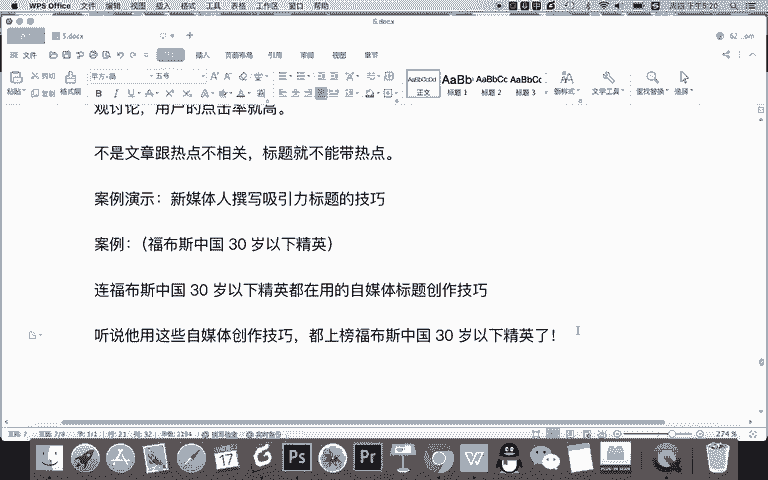 WPS Office 文件 编辑 视图 插入 格式 工具 表格 工作区 窗口 帮助
5.docx
5.docx
文件 插入 页面布局 引用 审阅 视图 章节
粘贴 剪切 复制 格式刷 五号 正文 标题 1 标题 2 标题 3 新样式 文字工具 查找替换 选择
观讨论，用户的点击率就高。
不是文章跟热点不相关，标题就不能带热点。
案例演示：新媒体人撰写吸引力标题的技巧
案例：（福布斯中国 30 岁以下精英）
连福布斯中国 30 岁以下精英都在用的自媒体标题创作技巧
听说他用这些自媒体创作技巧，都上榜福布斯中国 30 岁以下精英了！
274 %
17 Ps Pr